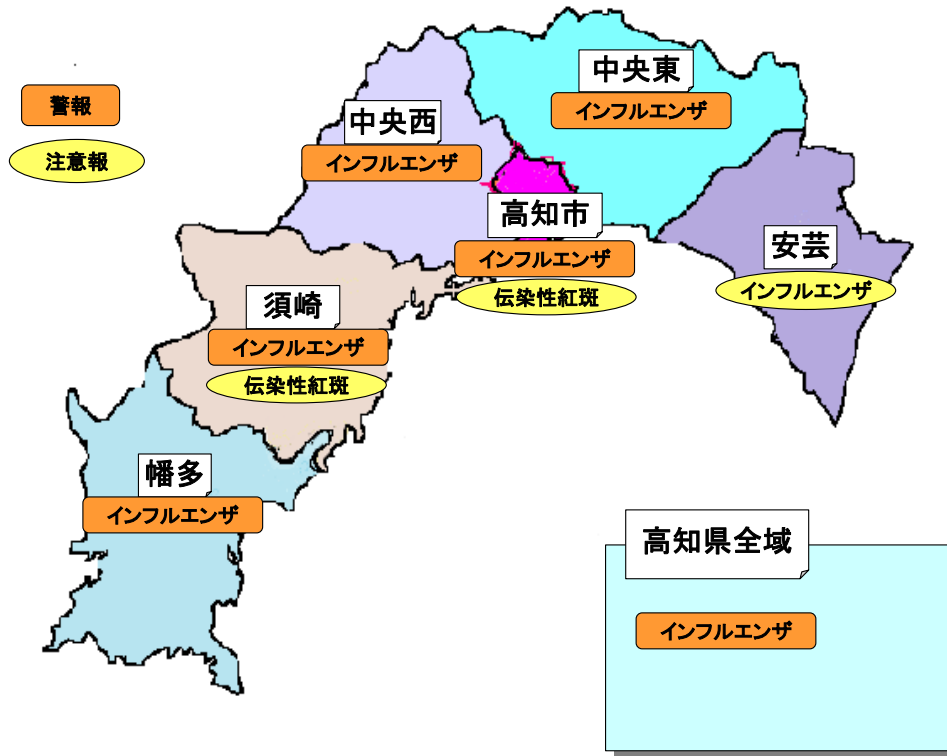 警報
注意報
中央東
インフルエンザ
中央西
インフルエンザ
高知市
インフルエンザ
伝染性紅斑
安芸
インフルエンザ
須崎
インフルエンザ
伝染性紅斑
幡多
インフルエンザ
高知県全域
インフルエンザ